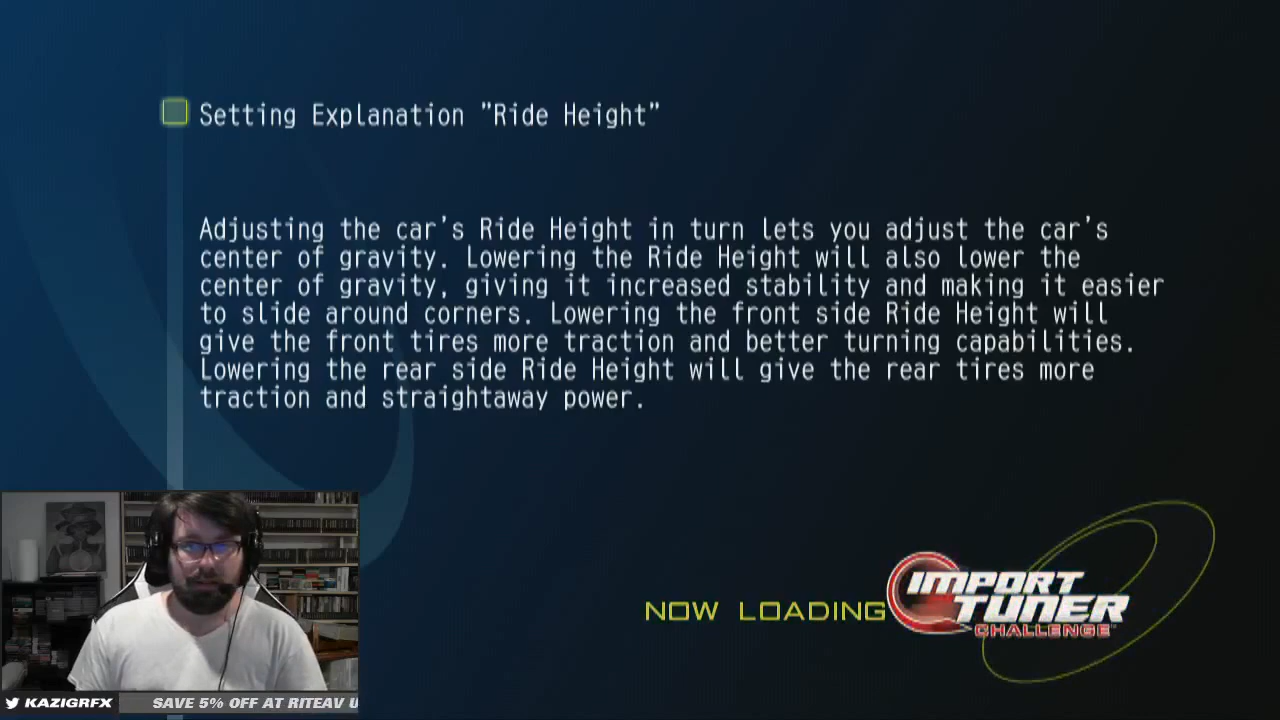 Setting Explanation "Ride Height"
Adjusting the car's Ride Height in turn lets you adjust the car's
center of gravity. Lowering the Ride Height will also lower the
center of gravity, giving it increased stability and making it easier
to slide around corners. Lowering the front side Ride Height will
give the front tires more traction and better turning capabilities.
Lowering the rear side Ride Height will give the rear tires more
traction and straightaway power.
NOW LOADING
IMPORT
TUNER
CHALLENGE™
KAZIGRFX
SAVE 5% OFF AT RITEAV U